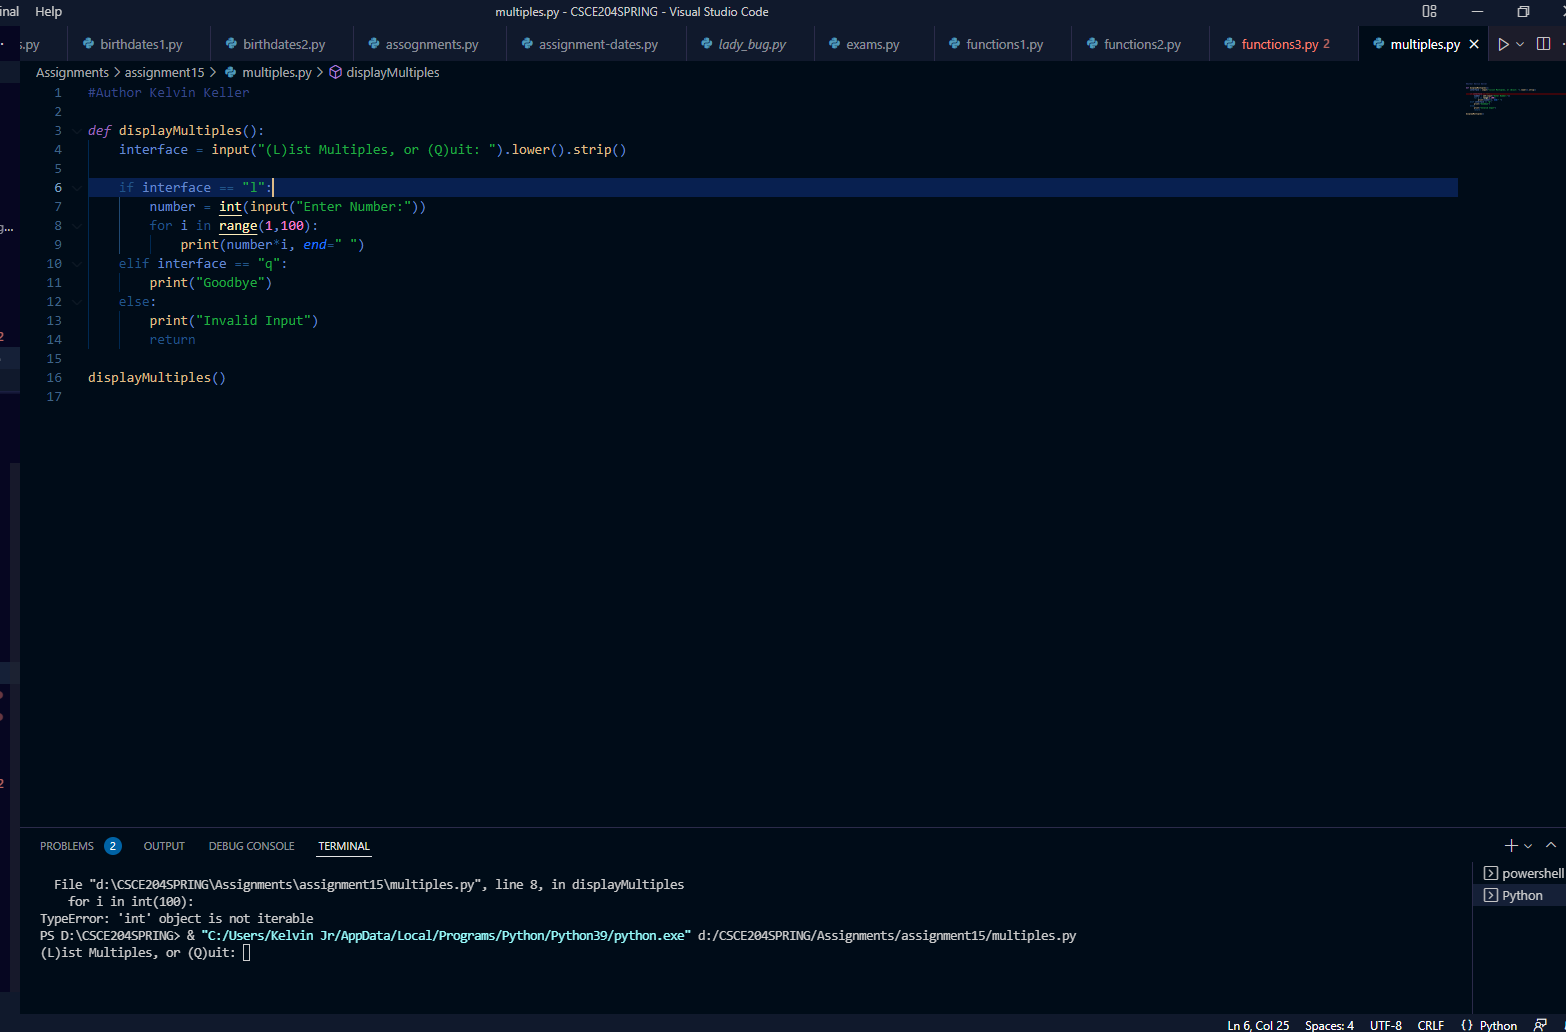 Help
multiples.py - CSCE204SPRING - Visual Studio Code
s.py birthdates1.py birthdates2.py assognments.py assignment-dates.py lady_bug.py exams.py functions1.py functions2.py functions3.py 2 multiples.py
Assignments > assignment15 > multiples.py > displayMultiples
1 #Author Kelvin Keller
2
3 def displayMultiples():
4 interface = input("(L)ist Multiples, or (Q)uit: ").lower().strip()
5
6 if interface == "l":
7 number = int(input("Enter Number:"))
8 for i in range(1,100):
9 print(number*i, end=" ")
10 elif interface == "q":
11 print("Goodbye")
12 else:
13 print("Invalid Input")
14 return
15
16 displayMultiples()
17
PROBLEMS 2 OUTPUT DEBUG CONSOLE TERMINAL
powershell
Python
File "d:\CSCE204SPRING\Assignments\assignment15\multiples.py", line 8, in displayMultiples
for i in int(100):
TypeError: 'int' object is not iterable
PS D:\CSCE204SPRING> & "C:/Users/Kelvin Jr/AppData/Local/Programs/Python/Python39/python.exe" d:/CSCE204SPRING/Assignments/assignment15/multiples.py
(L)ist Multiples, or (Q)uit:
Ln 6, Col 25 Spaces: 4 UTF-8 CRLF {} Python